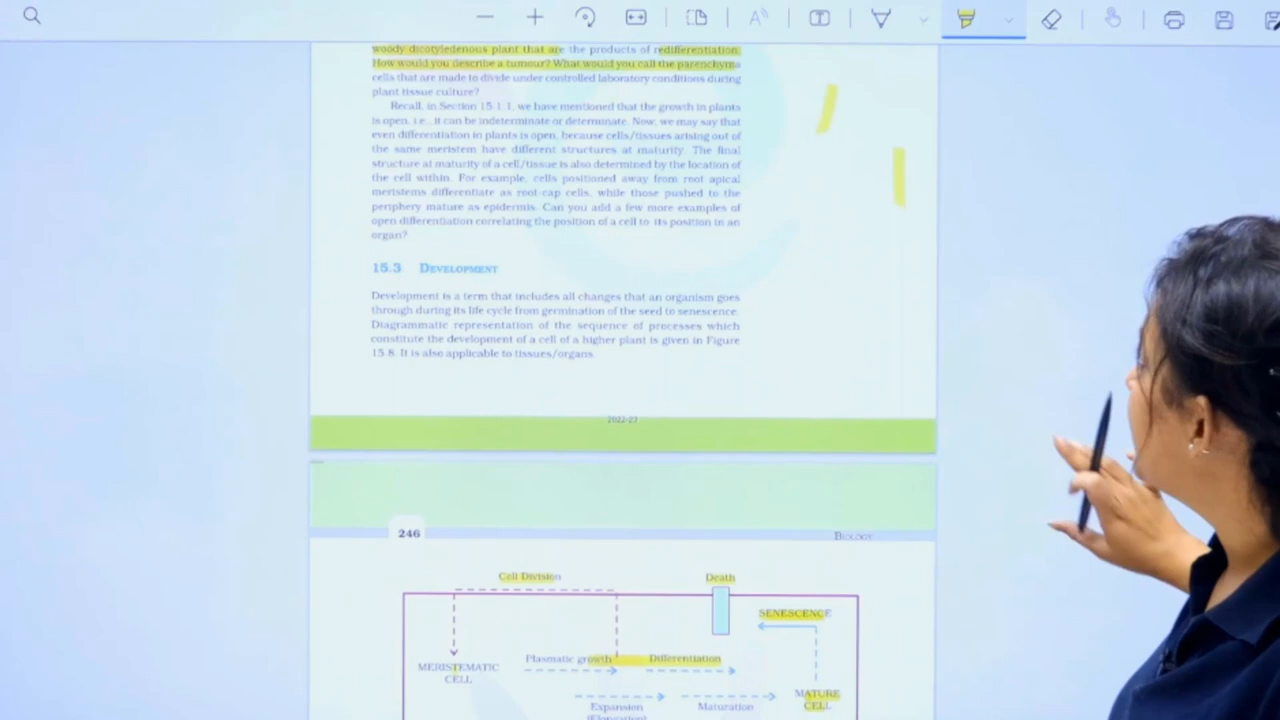 woody dicotyledenous plant that are the products of redifferentiation.
How would you describe a tumour? What would you call the parenchyma
cells that are made to divide under controlled laboratory conditions during
plant tissue culture?
Recall, in Section 15.1.1, we have mentioned that the growth in plants
is open, i.e., it can be indeterminate or determinate. Now, we may say that
even differentiation in plants is open, because cells/tissues arising out of
the same meristem have different structures at maturity. The final
structure at maturity of a cell/tissue is also determined by the location of
the cell within. For example, cells positioned away from root apical
meristems differentiate as root-cap cells, while those pushed to the
periphery mature as epidermis. Can you add a few more examples of
open differentiation correlating the position of a cell to its position in an
organ?
15.3 DEVELOPMENT
Development is a term that includes all changes that an organism goes
through during its life cycle from germination of the seed to senescence.
Diagrammatic representation of the sequence of processes which
constitute the development of a cell of a higher plant is given in Figure
15.8. It is also applicable to tissues/organs.
2022-23
246
BIOLOGY
Cell Division
Death
SENESCENCE
Plasmatic growth
Differentiation
MERISTEMATIC
CELL
MATURE
CELL
Expansion
(Elongation)
Maturation